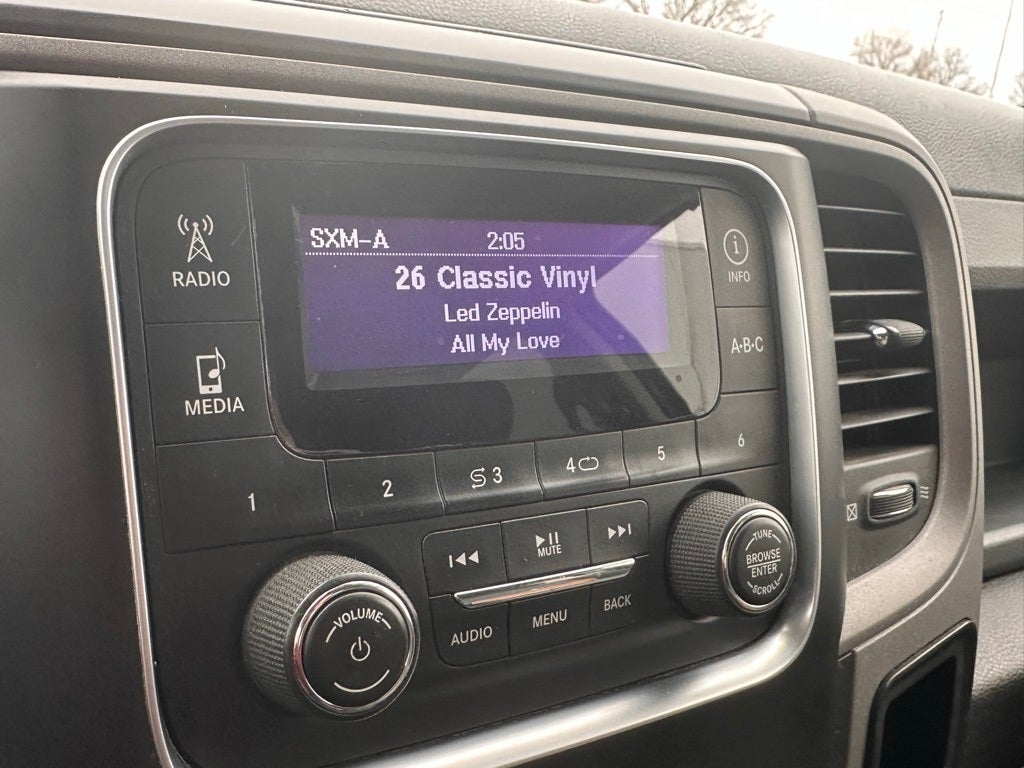 SXM-A 2:05
26 Classic Vinyl
Led Zeppelin
All My Love
RADIO
MEDIA
i
INFO
A•B•C
1
2
3
4
5
6
MUTE
AUDIO
MENU
BACK
VOLUME
TUNE
BROWSE
ENTER
SCROLL